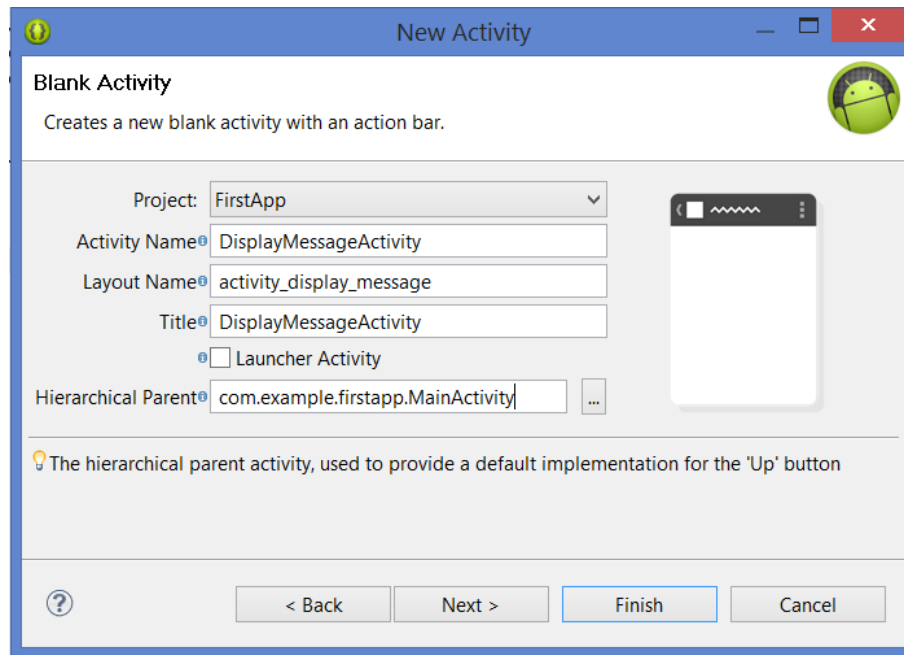 New Activity
Blank Activity
Creates a new blank activity with an action bar.
Project: FirstApp
Activity Name DisplayMessageActivity
Layout Name activity_display_message
Title DisplayMessageActivity
Launcher Activity
Hierarchical Parent com.example.firstapp.MainActivity ...
The hierarchical parent activity, used to provide a default implementation for the 'Up' button
? < Back Next > Finish Cancel